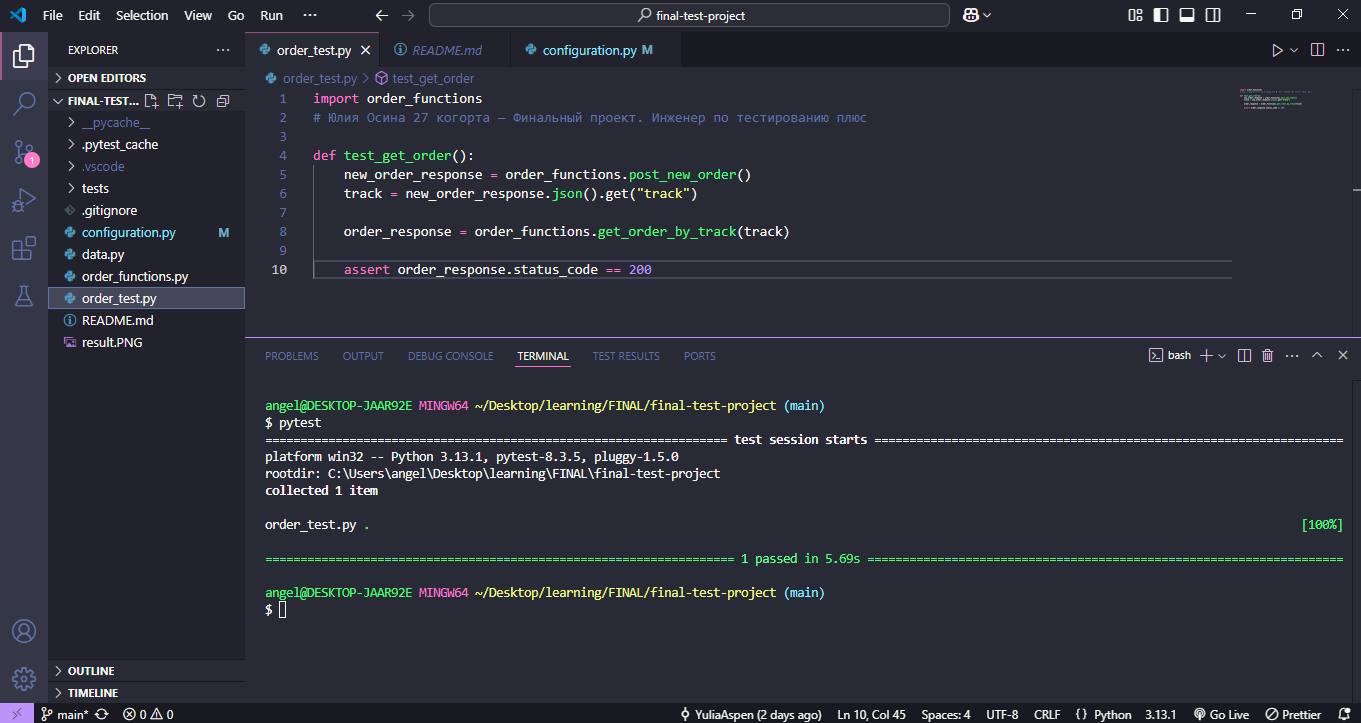 File Edit Selection View Go Run ··· final-test-project
EXPLORER ···
OPEN EDITORS
FINAL-TEST...
__pycache__
.pytest_cache
.vscode
tests
.gitignore
configuration.py M
data.py
order_functions.py
order_test.py
README.md
result.PNG
OUTLINE
TIMELINE
1
order_test.py README.md configuration.py M
order_test.py > test_get_order
1 import order_functions
2 # Юлия Осина 27 когорта — Финальный проект. Инженер по тестированию плюс
3
4 def test_get_order():
5 new_order_response = order_functions.post_new_order()
6 track = new_order_response.json().get("track")
7
8 order_response = order_functions.get_order_by_track(track)
9
10 assert order_response.status_code == 200
PROBLEMS OUTPUT DEBUG CONSOLE TERMINAL TEST RESULTS PORTS bash
angel@DESKTOP-JAAR92E MINGW64 ~/Desktop/learning/FINAL/final-test-project (main)
$ pytest
================================================================== test session starts ===================================================================
platform win32 -- Python 3.13.1, pytest-8.3.5, pluggy-1.5.0
rootdir: C:\Users\angel\Desktop\learning\FINAL\final-test-project
collected 1 item
order_test.py . [100%]
=================================================================== 1 passed in 5.69s ====================================================================
angel@DESKTOP-JAAR92E MINGW64 ~/Desktop/learning/FINAL/final-test-project (main)
$
main* 0 0 YuliaAspen (2 days ago) Ln 10, Col 45 Spaces: 4 UTF-8 CRLF {} Python 3.13.1 Go Live Prettier